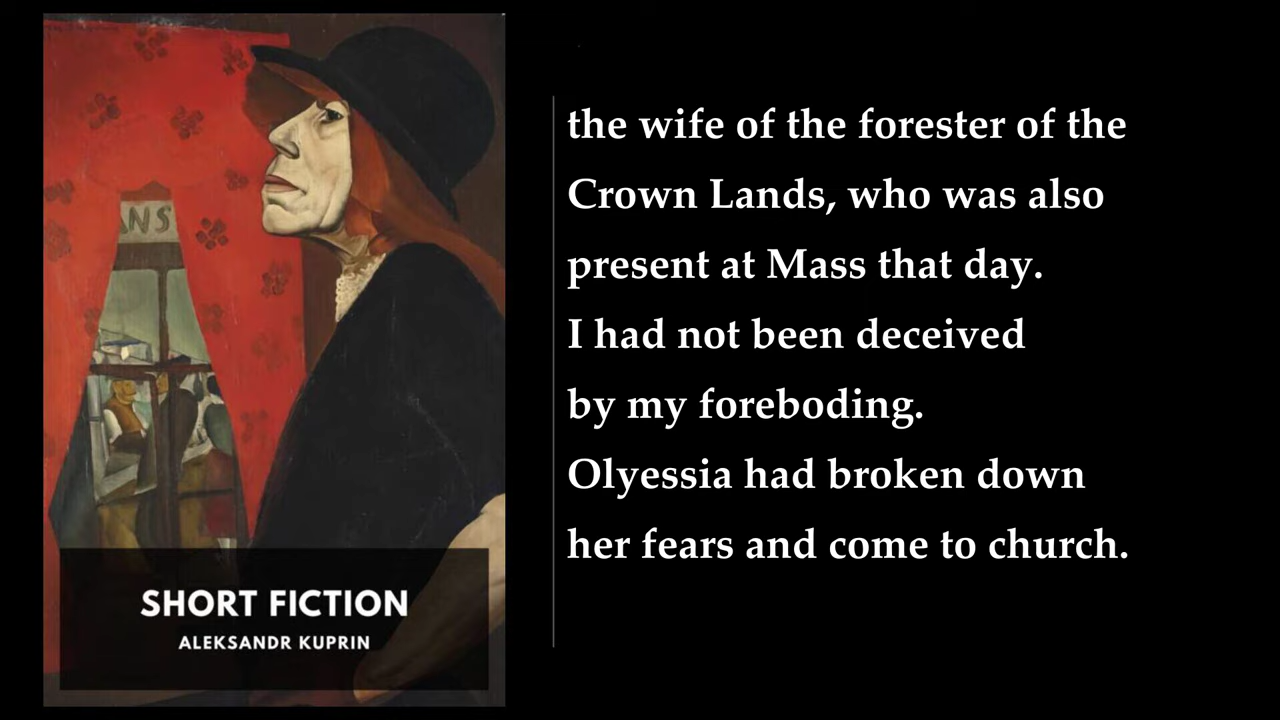 ANS
SHORT FICTION
ALEKSANDR KUPRIN
the wife of the forester of the
Crown Lands, who was also
present at Mass that day.
I had not been deceived
by my foreboding.
Olyessia had broken down
her fears and come to church.